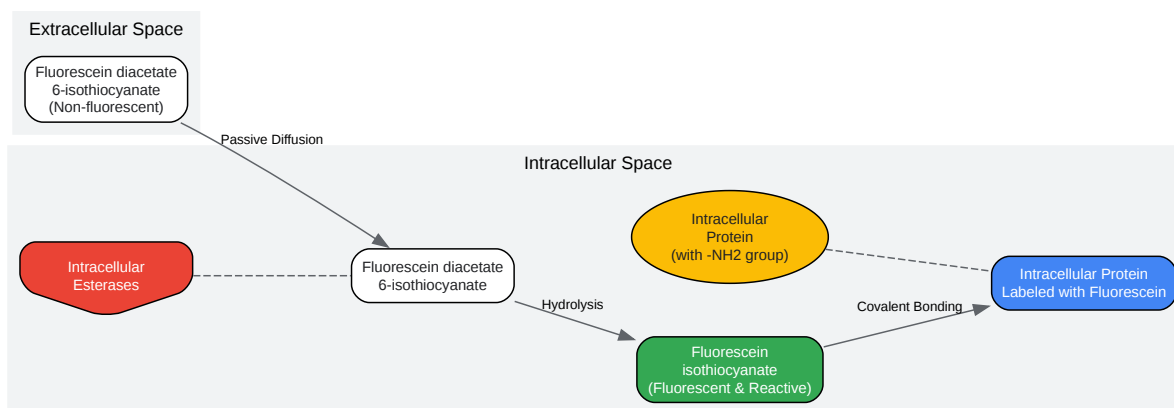 Extracellular Space
Fluorescein diacetate
6-isothiocyanate
(Non-fluorescent)
Passive Diffusion
Intracellular Space
Intracellular
Protein
(with -NH2 group)
Intracellular
Esterases
Fluorescein diacetate
6-isothiocyanate
Hydrolysis
Intracellular Protein
Labeled with Fluorescein
Covalent Bonding
Fluorescein
isothiocyanate
(Fluorescent & Reactive)